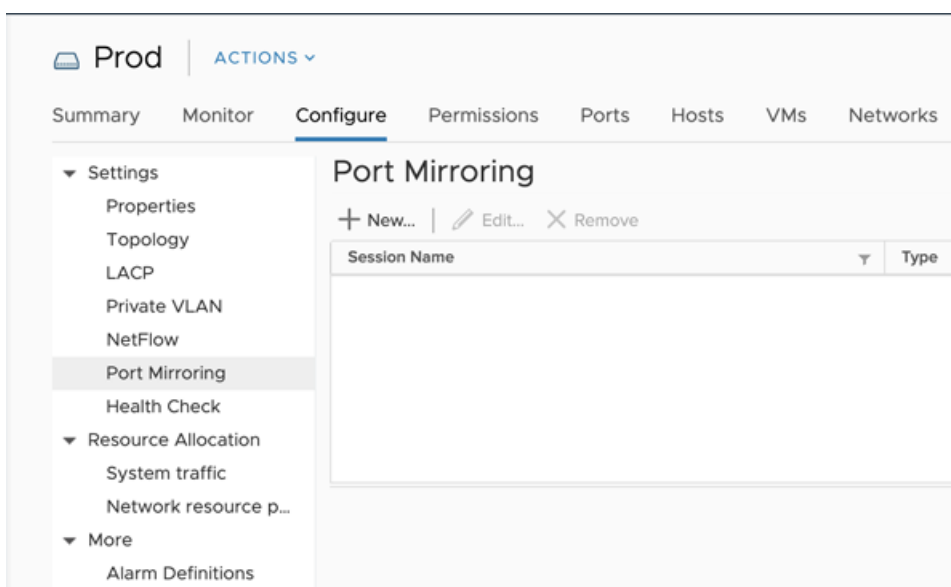 Prod ACTIONS
Summary Monitor Configure Permissions Ports Hosts VMs Networks
Settings
Properties
Topology
LACP
Private VLAN
NetFlow
Port Mirroring
Health Check
Resource Allocation
System traffic
Network resource p...
More
Alarm Definitions
Port Mirroring
New... Edit... Remove
Session Name Type